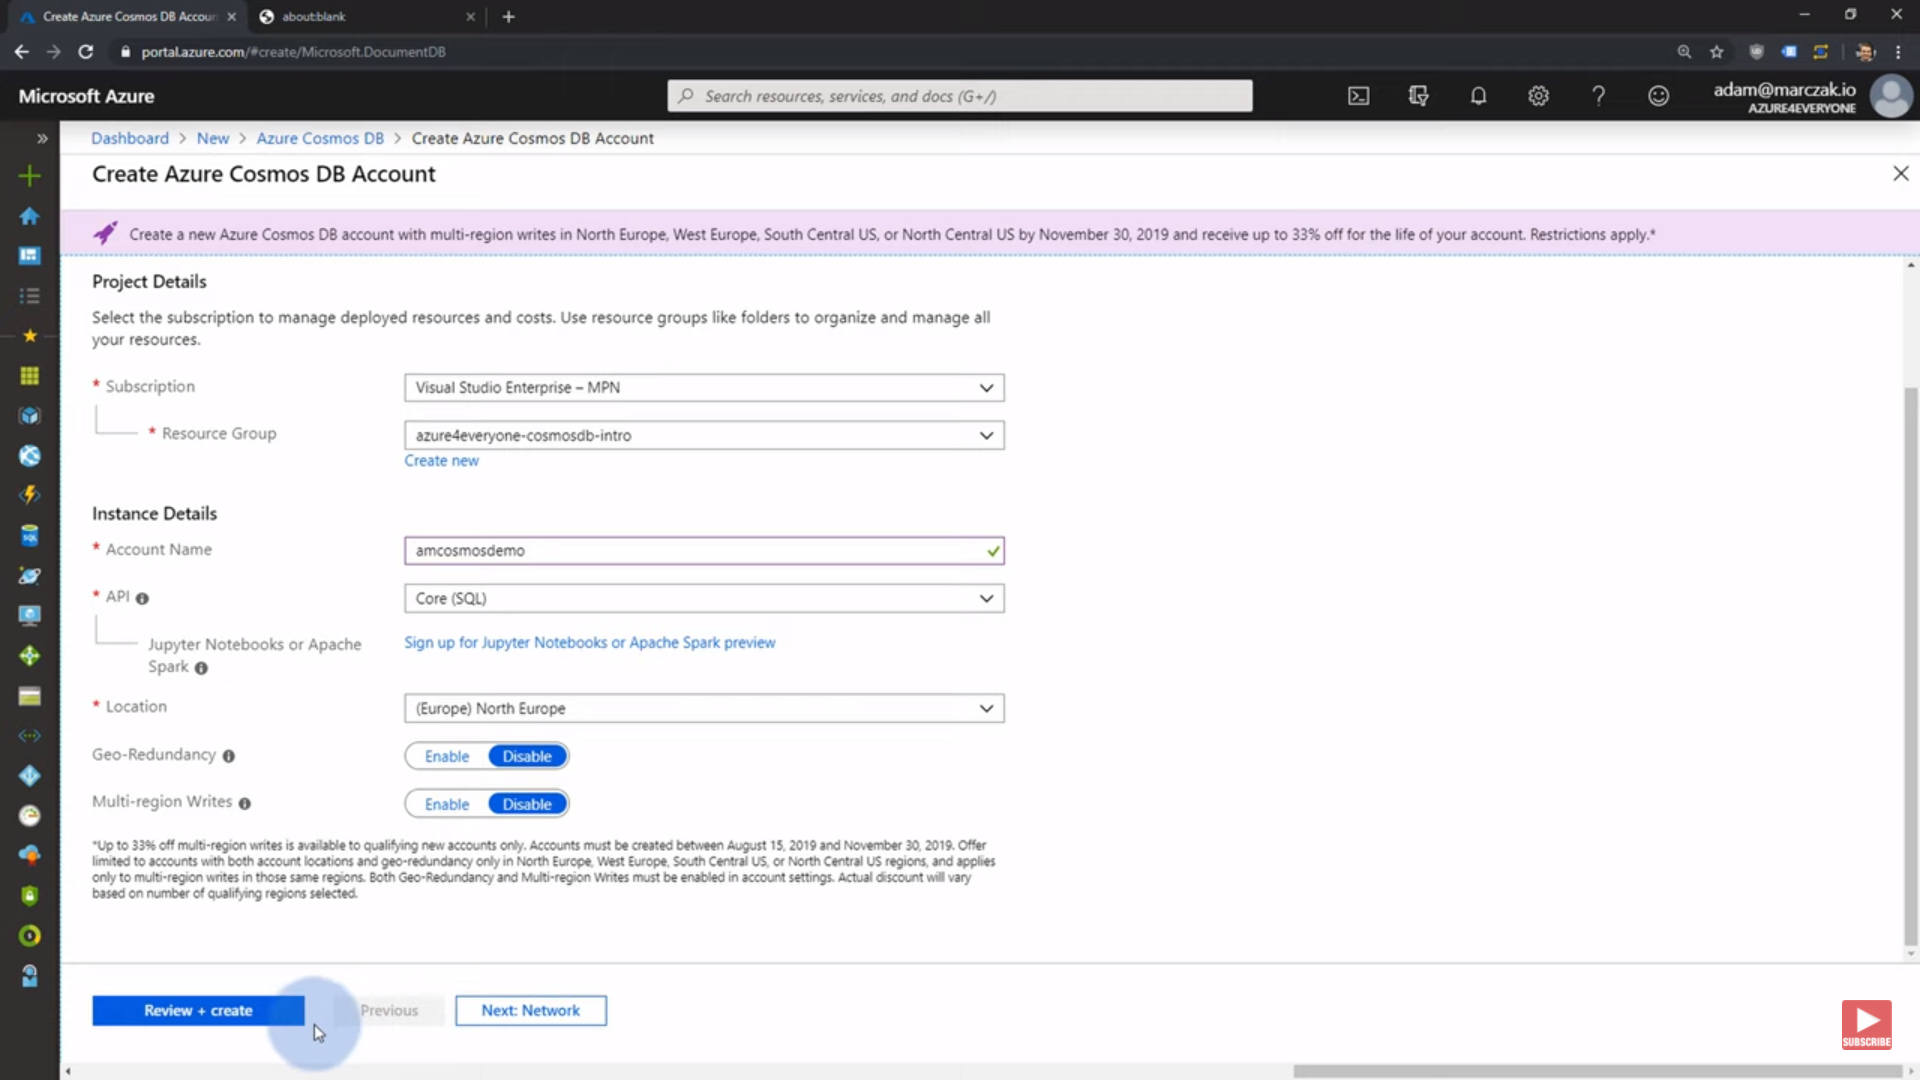 Create Azure Cosmos DB Accoun
about:blank
portal.azure.com/#create/Microsoft.DocumentDB
Microsoft Azure
Search resources, services, and docs (G+/)
adam@marczak.io
AZURE4EVERYONE
Dashboard > New > Azure Cosmos DB > Create Azure Cosmos DB Account
Create Azure Cosmos DB Account
Create a new Azure Cosmos DB account with multi-region writes in North Europe, West Europe, South Central US, or North Central US by November 30, 2019 and receive up to 33% off for the life of your account. Restrictions apply.*
Project Details
Select the subscription to manage deployed resources and costs. Use resource groups like folders to organize and manage all
your resources.
* Subscription
Visual Studio Enterprise – MPN
* Resource Group
azure4everyone-cosmosdb-intro
Create new
Instance Details
* Account Name
amcosmosdemo
* API
Core (SQL)
Jupyter Notebooks or Apache
Spark
Sign up for Jupyter Notebooks or Apache Spark preview
* Location
(Europe) North Europe
Geo-Redundancy
Enable Disable
Multi-region Writes
Enable Disable
*Up to 33% off multi-region writes is available to qualifying new accounts only. Accounts must be created between August 15, 2019 and November 30, 2019. Offer
limited to accounts with both account locations and geo-redundancy only in North Europe, West Europe, South Central US, or North Central US regions, and applies
only to multi-region writes in those same regions. Both Geo-Redundancy and Multi-region Writes must be enabled in account settings. Actual discount will vary
based on number of qualifying regions selected.
Review + create
Previous
Next: Network
SUBSCRIBE